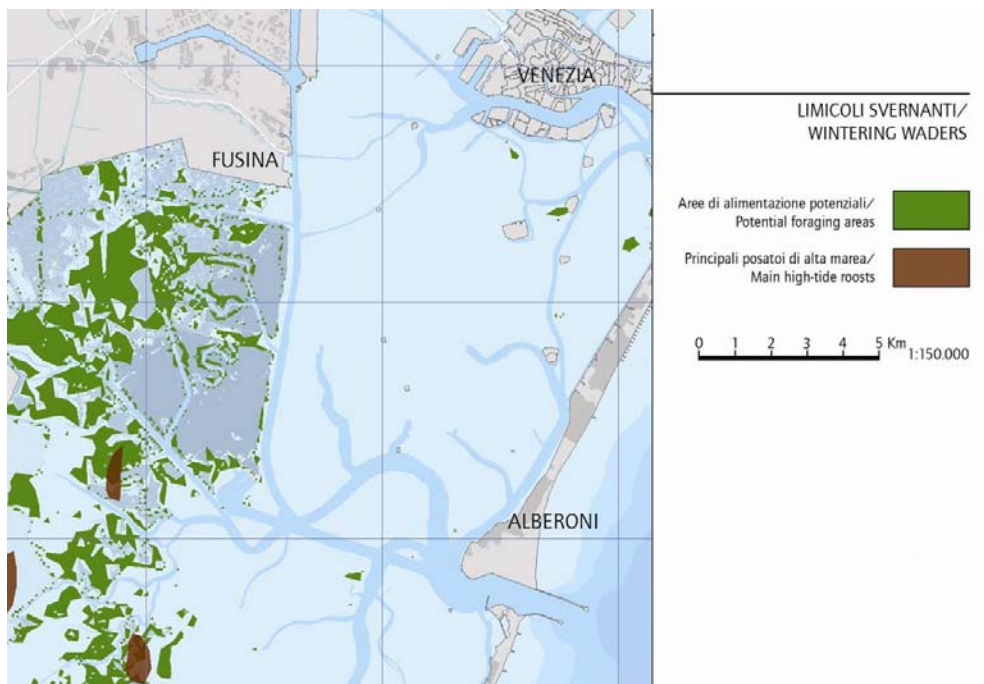 VENEZIA
FUSINA
ALBERONI
LIMICOLI SVERNANTI/
WINTERING WADERS
Aree di alimentazione potenziali/
Potential foraging areas
Principali posatoi di alta marea/
Main high-tide roosts
0 1 2 3 4 5 Km
1:150.000